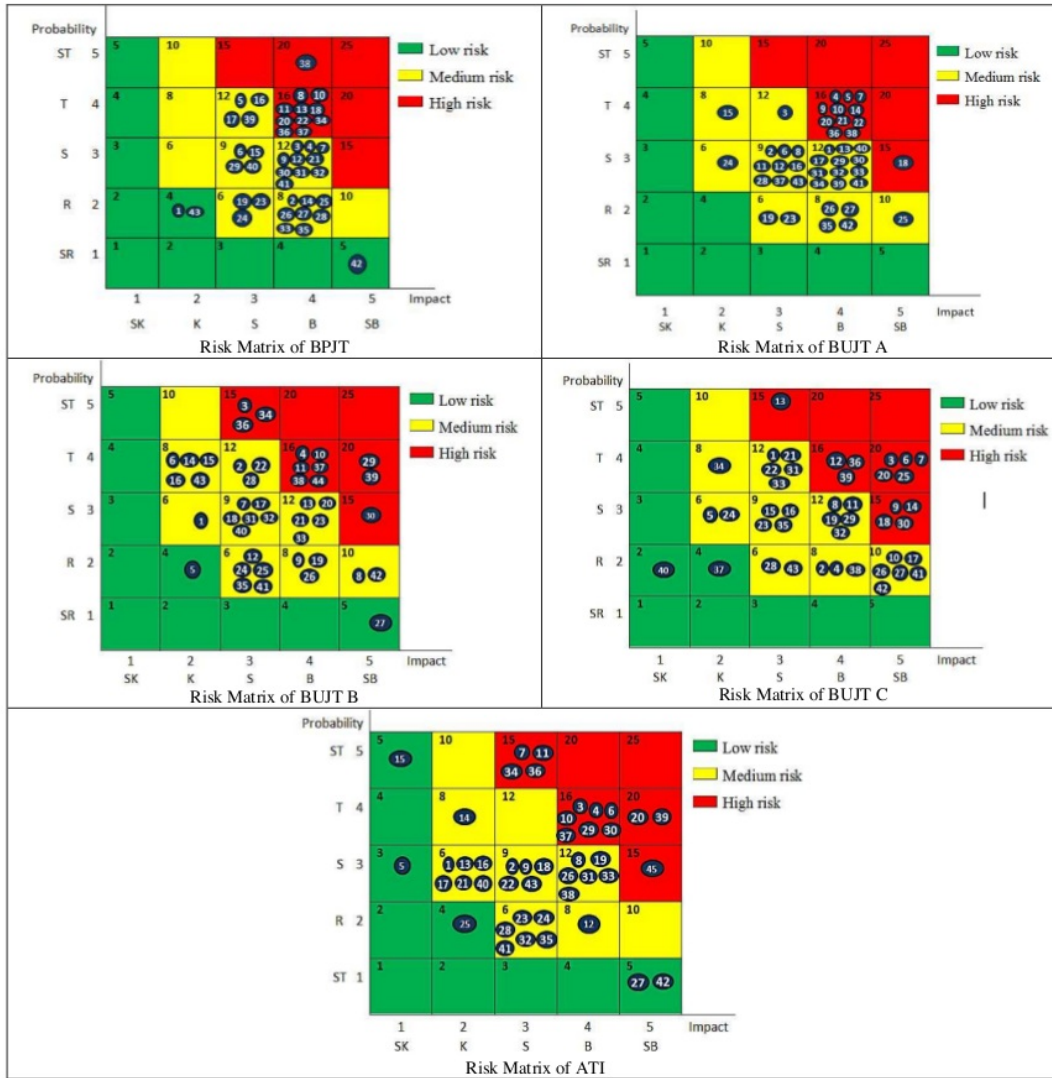 Probability
ST 5
5
10
15
20
25
38
Low risk
Medium risk
High risk
T 4
4
8
12
5 16
17 39
16
8 10
11 13 18
20 22 34
36 37
20
S 3
3
6
9
6 15
29 40
12
3 4 7
9 12 21
30 31 32
41
15
R 2
2
4
1 43
6
19 23
24
8
2 14 25
26 27 28
33 35
10
SR 1
1
2
3
4
5
42
1 2 3 4 5 Impact
SK K S B SB
Risk Matrix of BPJT
Probability
ST 5
5
10
15
20
25
Low risk
Medium risk
High risk
T 4
4
8
15
12
3
16
4 5 7
9 10 14
20 21 22
36 38
20
S 3
3
6
24
9
2 6 8
11 12 16
28 37 43
12
1 13 40
17 29 30
31 32 33
34 39 41
15
18
R 2
2
4
6
19 23
8
26 27
35 42
10
25
SR 1
1
2
3
4
5
1 2 3 4 5 Impact
SK K S B SB
Risk Matrix of BUJT A
Probability
ST 5
5
10
15
3
34
36
20
25
Low risk
Medium risk
High risk
T 4
4
8
6 14 15
16 43
12
2 22
28
16
4 10
11 37
38 44
20
29
39
S 3
3
6
1
9
7 17
18 31 32
40
12
13 20
21 23
33
15
30
R 2
2
4
5
6
12
24 25
35 41
8
9 19
26
10
8 42
SR 1
1
2
3
4
5
27
1 2 3 4 5 Impact
SK K S B SB
Risk Matrix of BUJT B
Probability
ST 5
5
10
15
13
20
25
Low risk
Medium risk
High risk
T 4
4
8
34
12
1 21
22 31
33
16
12 36
39
20
3 6 7
20 25
S 3
3
6
5 24
9
15 16
23 35
12
8 11
19 29
32
15
9 14
18 30
R 2
2
40
4
37
6
28 43
8
2 4 38
10
10 17
26 27 41
42
SR 1
1
2
3
4
5
1 2 3 4 5 Impact
SK K S B SB
Risk Matrix of BUJT C
Probability
ST 5
5
15
10
15
7 11
34 36
20
25
Low risk
Medium risk
High risk
T 4
4
8
14
12
16
3 4 6
10
37 29 30
20
20 39
S 3
3
5
6
1 13 16
17 21 40
9
2 9 18
22 43
12
8 19
26 31 33
38
15
45
R 2
2
4
25
6
23 24
28
32 35
41
8
12
10
ST 1
1
2
3
4
5
27 42
1 2 3 4 5 Impact
SK K S B SB
Risk Matrix of ATI